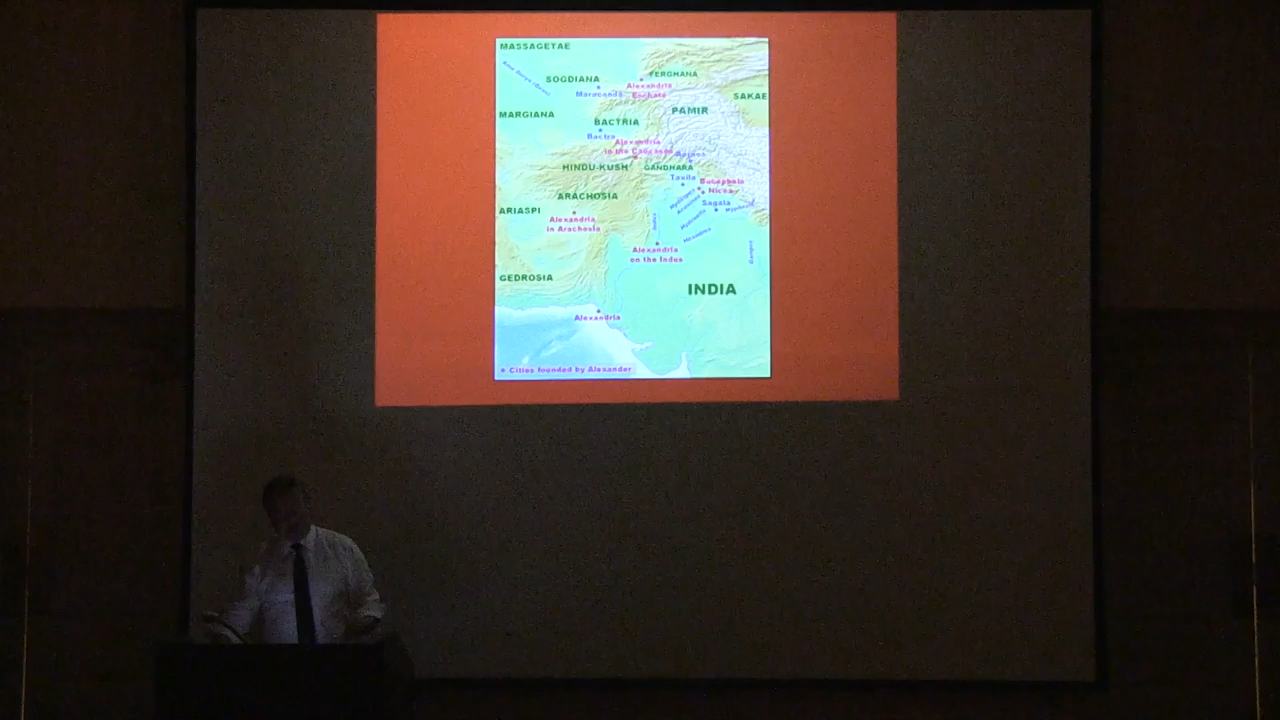 MASSAGETAE
FERGHANA
SOGDIANA
Alexandria
Eschate
Maracanda
SAKAE
MARGIANA
PAMIR
BACTRIA
Bactra
Alexandria
in the Caucasus
HINDU-KUSH
GANDHARA
Taxila
Bucephala
Nicea
ARACHOSIA
Sagala
ARIASPI
Alexandria
in Arachosia
Indus
Alexandria
on the Indus
Ganges
GEDROSIA
INDIA
Alexandria
Cities founded by Alexander